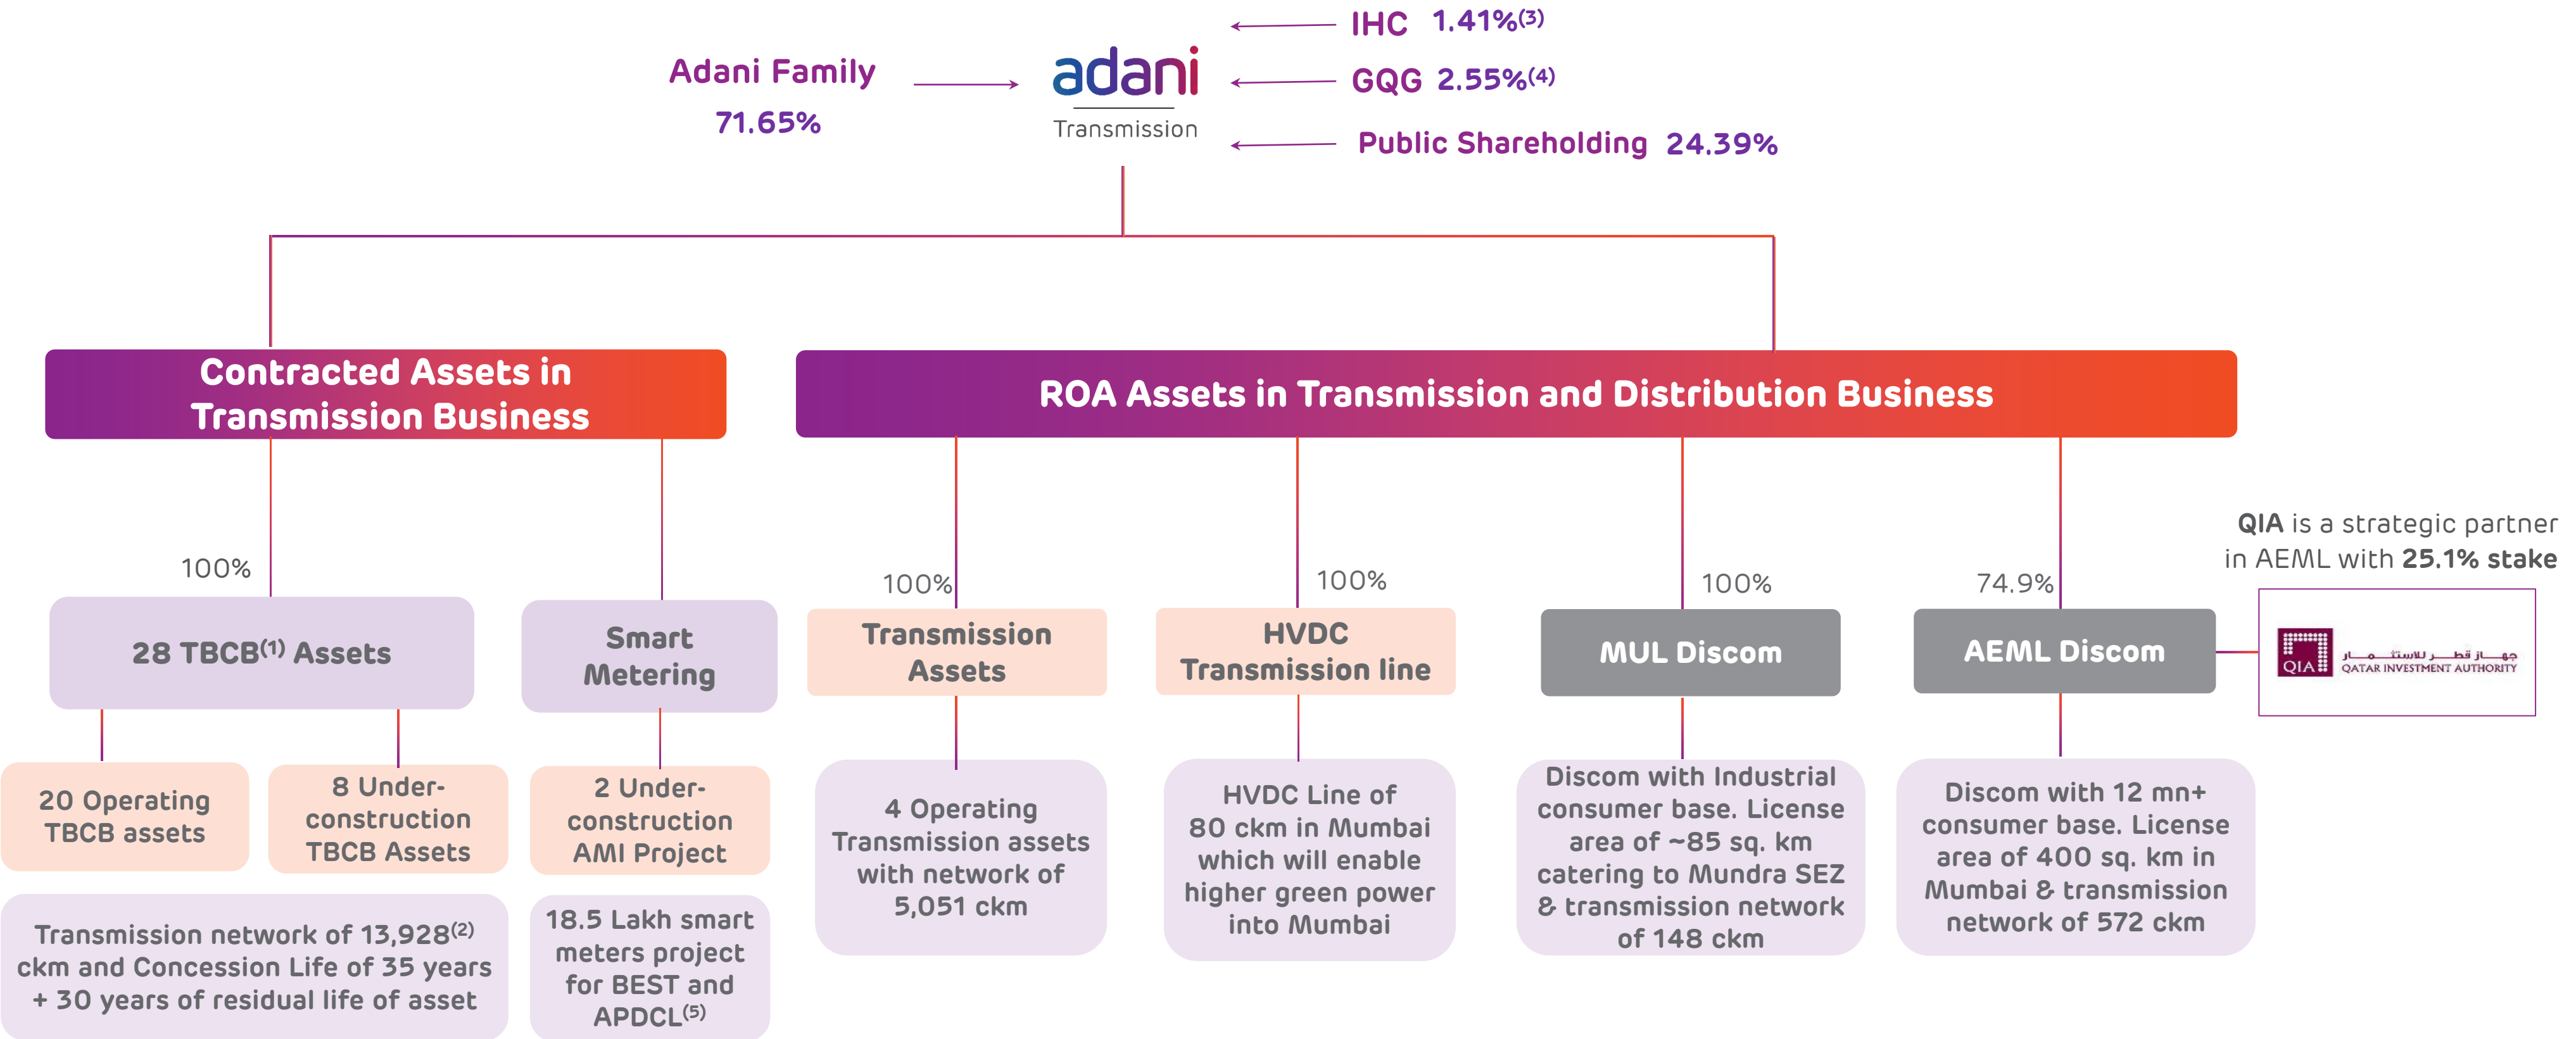 IHC 1.41%(3)
Adani Family
71.65%
adani
Transmission
GQG 2.55%(4)
Public Shareholding 24.39%
Contracted Assets in
Transmission Business
ROA Assets in Transmission and Distribution Business
QIA is a strategic partner
in AEML with 25.1% stake
100%
100%
100%
100%
74.9%
28 TBCB(1) Assets
Smart
Metering
Transmission
Assets
HVDC
Transmission line
MUL Discom
AEML Discom
QIA
جهاز قطر للاستثمار
QATAR INVESTMENT AUTHORITY
20 Operating
TBCB assets
8 Under-
construction
TBCB Assets
2 Under-
construction
AMI Project
Transmission network of 13,928(2)
ckm and Concession Life of 35 years
+ 30 years of residual life of asset
18.5 Lakh smart
meters project
for BEST and
APDCL(5)
4 Operating
Transmission assets
with network of
5,051 ckm
HVDC Line of
80 ckm in Mumbai
which will enable
higher green power
into Mumbai
Discom with Industrial
consumer base. License
area of ~85 sq. km
catering to Mundra SEZ
& transmission network
of 148 ckm
Discom with 12 mn+
consumer base. License
area of 400 sq. km in
Mumbai & transmission
network of 572 ckm